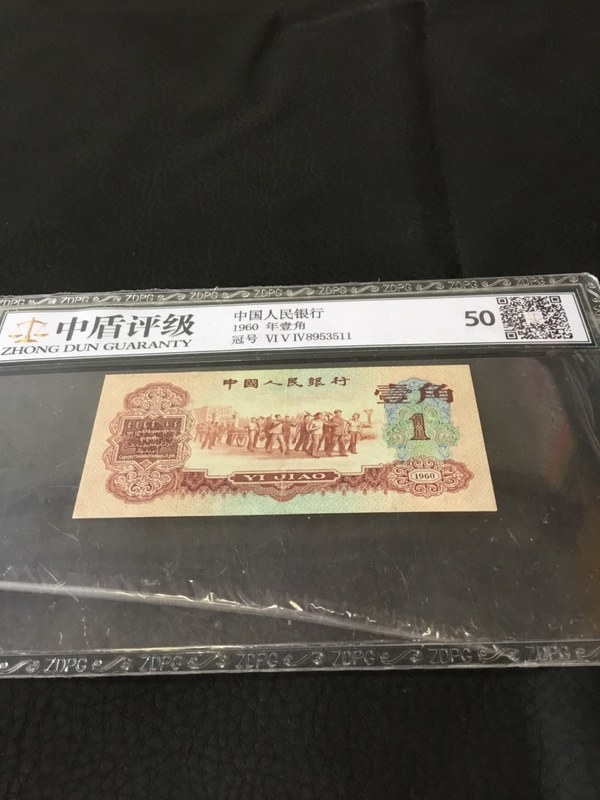 ZDPG ZDPG ZDPG ZDPG ZDPG ZDPG ZDPG ZDPG
中盾评级
ZHONG DUN GUARANTY
中国人民银行
1960 年壹角
冠号 VI V IV8953511
50
中國人民銀行
壹角
1
YI JIAO
1960
ZDPG ZDPG ZDPG ZDPG ZDPG ZDPG